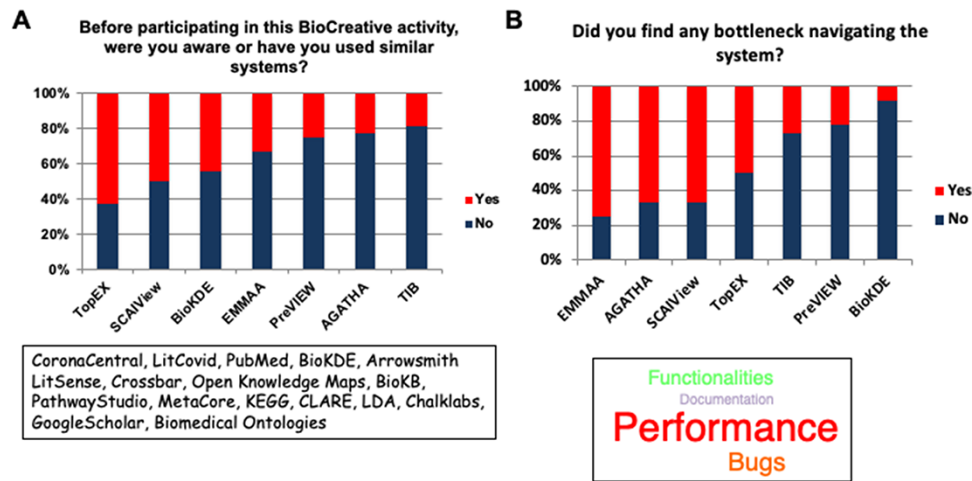 A
Before participating in this BioCreative activity,
were you aware or have you used similar
systems?
100%
80%
60%
40%
20%
0%
Yes
No
TopEX
SCAIView
BioKDE
EMMAA
PreVIEW
AGATHA
TIB
CoronaCentral, LitCovid, PubMed, BioKDE, Arrowsmith
LitSense, Crossbar, Open Knowledge Maps, BioKB,
PathwayStudio, MetaCore, KEGG, CLARE, LDA, Chalklabs,
GoogleScholar, Biomedical Ontologies
B
Did you find any bottleneck navigating the
system?
100%
80%
60%
40%
20%
0%
Yes
No
EMMAA
AGATHA
SCAIView
TopEX
TIB
PreVIEW
BioKDE
Functionalities
Documentation
Performance
Bugs